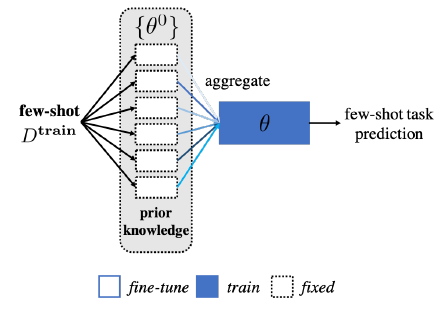 {θ⁰}
aggregate
few-shot
D^train
θ
few-shot task
prediction
prior
knowledge
fine-tune
train
fixed